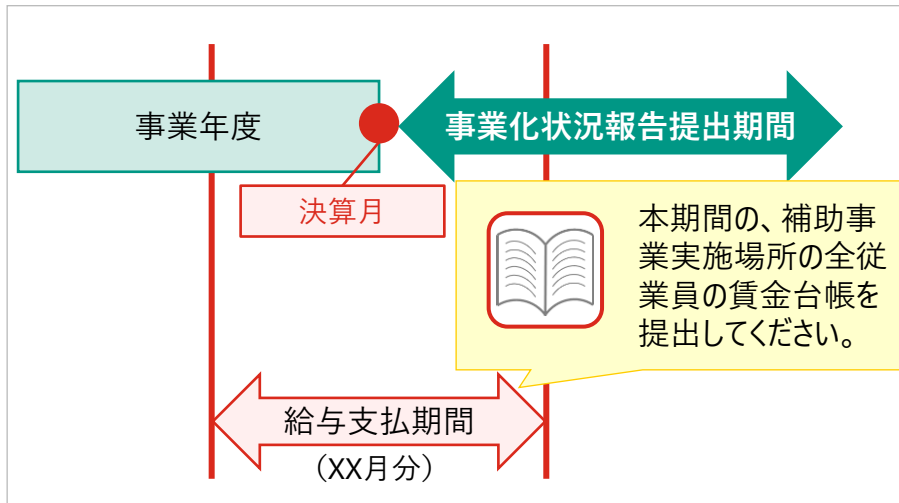 事業年度
事業化状況報告提出期間
決算月
本期間の、補助事
業実施場所の全従
業員の賃金台帳を
提出してください。
給与支払期間
（XX月分）